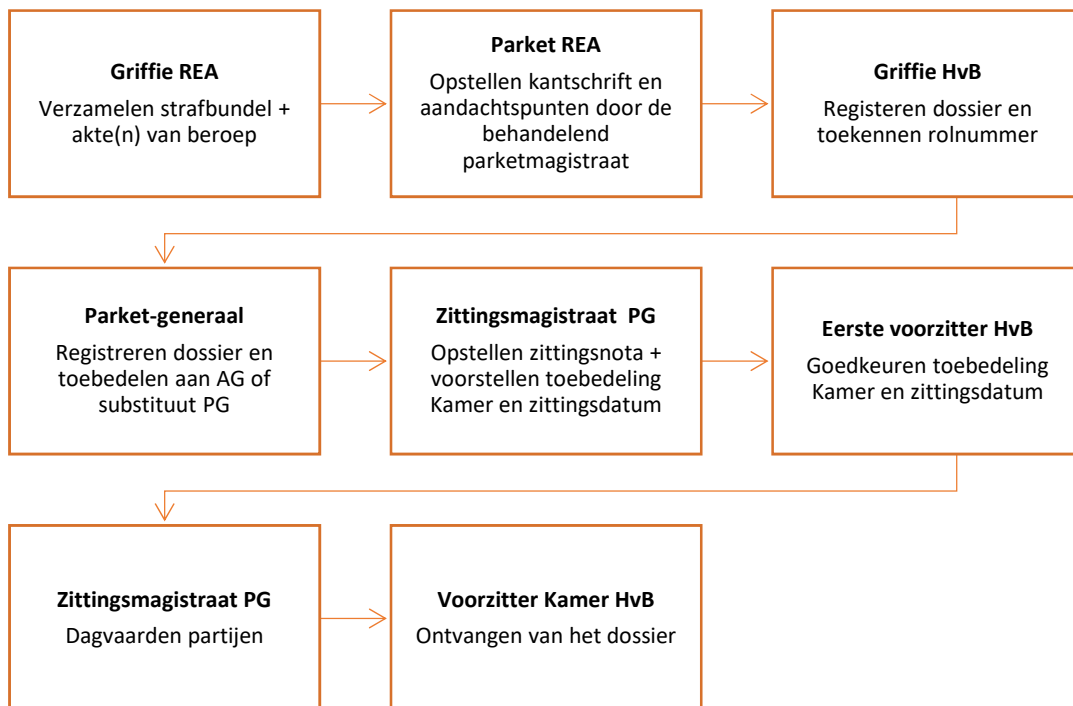 Griffie REA
Verzamelen strafbundel +
akte(n) van beroep
Parket REA
Opstellen kantschrift en
aandachtspunten door de
behandelend
parketmagistraat
Griffie HvB
Registeren dossier en
toekennen rolnummer
Parket-generaal
Registreren dossier en
toebedelen aan AG of
substituut PG
Zittingsmagistraat PG
Opstellen zittingsnota +
voorstellen toebedeling
Kamer en zittingsdatum
Eerste voorzitter HvB
Goedkeuren toebedeling
Kamer en zittingsdatum
Zittingsmagistraat PG
Dagvaarden partijen
Voorzitter Kamer HvB
Ontvangen van het dossier